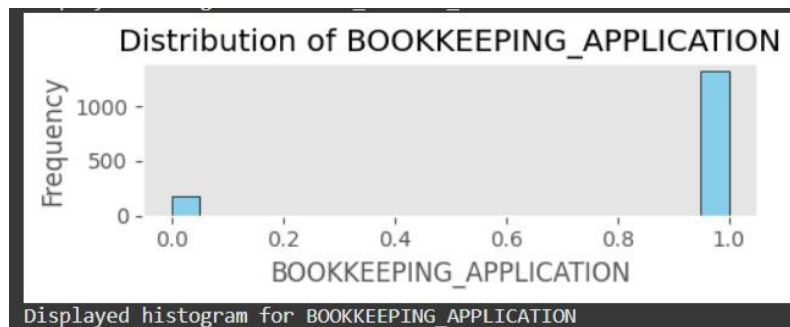 Distribution of BOOKKEEPING_APPLICATION
Frequency
1000
500
0
0.0 0.2 0.4 0.6 0.8 1.0
BOOKKEEPING_APPLICATION
Displayed histogram for BOOKKEEPING_APPLICATION